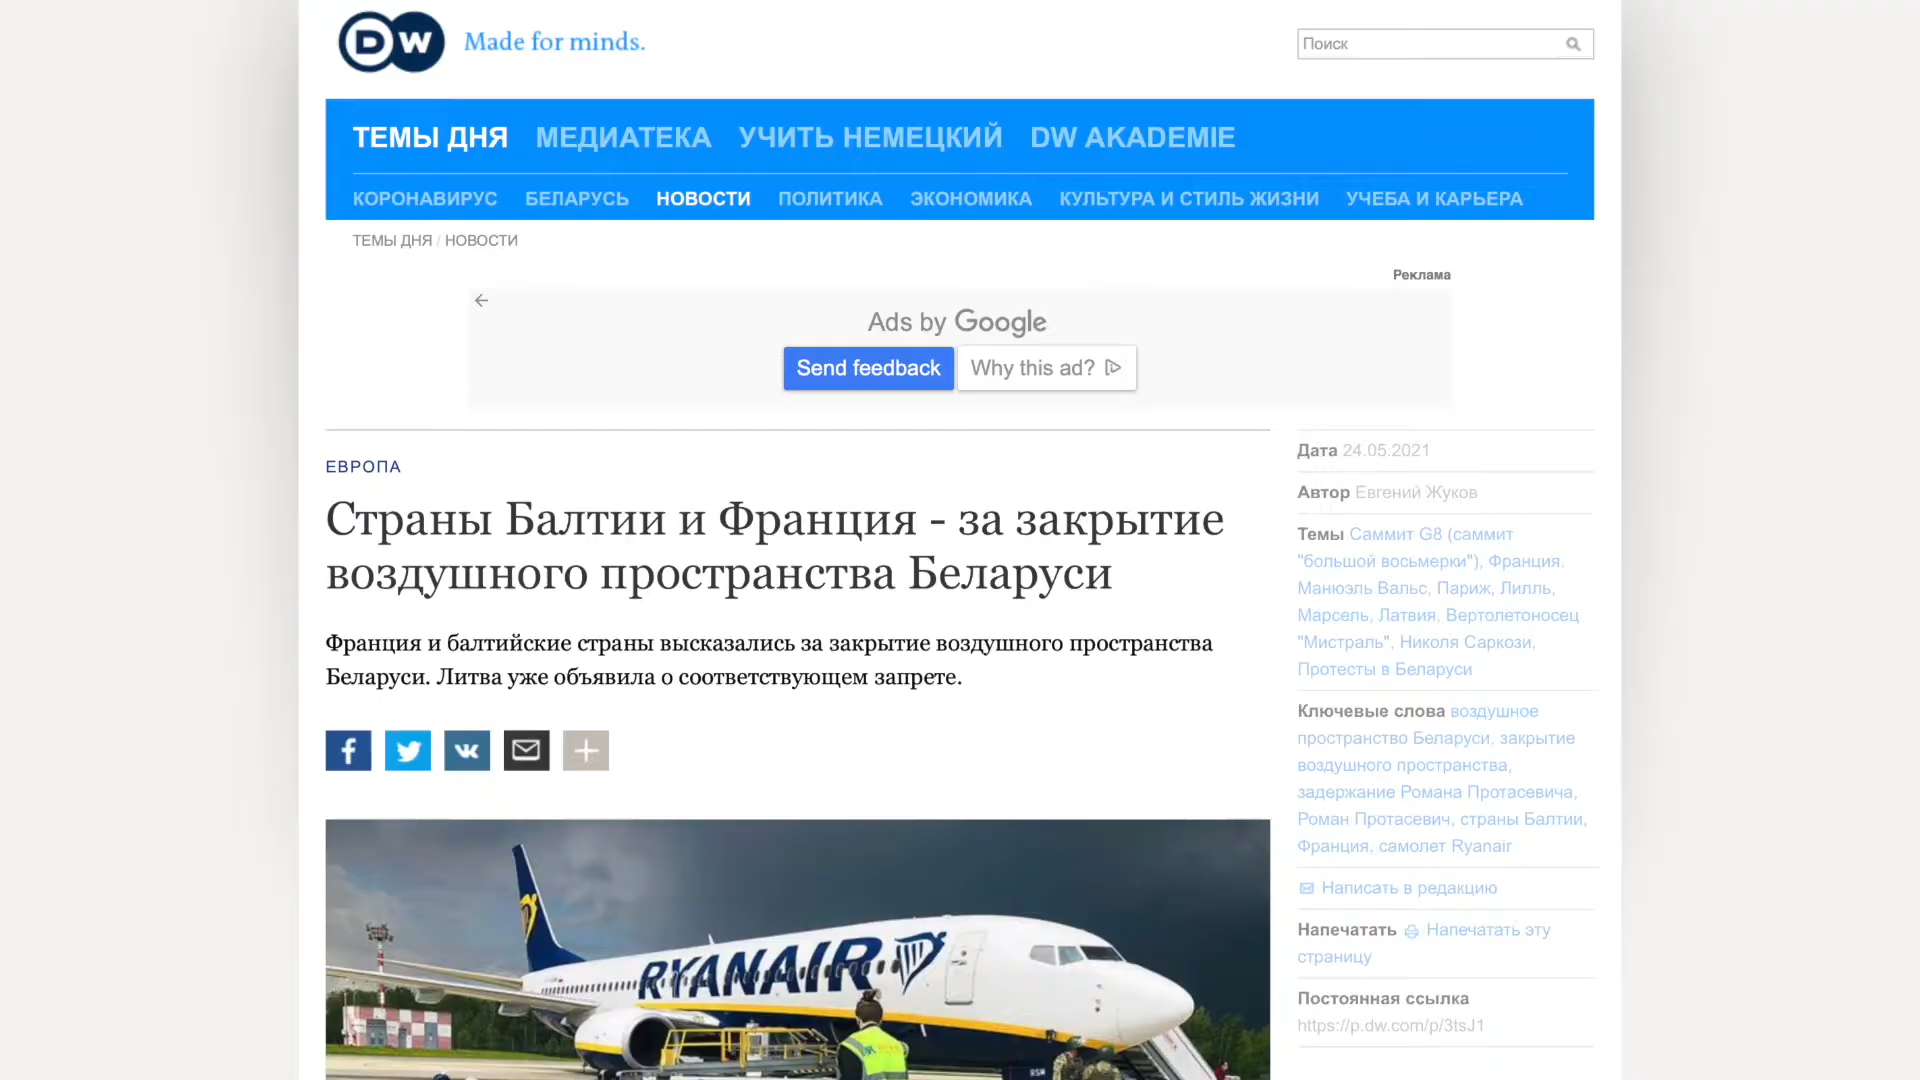 DW Made for minds.
Поиск
ТЕМЫ ДНЯ МЕДИАТЕКА УЧИТЬ НЕМЕЦКИЙ DW AKADEMIE
КОРОНАВИРУС БЕЛАРУСЬ НОВОСТИ ПОЛИТИКА ЭКОНОМИКА КУЛЬТУРА И СТИЛЬ ЖИЗНИ УЧЕБА И КАРЬЕРА
ТЕМЫ ДНЯ / НОВОСТИ
Реклама
Ads by Google
Send feedback Why this ad?
ЕВРОПА
Страны Балтии и Франция - за закрытие
воздушного пространства Беларуси
Франция и балтийские страны высказались за закрытие воздушного пространства
Беларуси. Литва уже объявила о соответствующем запрете.
RYANAIR
RSW
Дата 24.05.2021
Автор Евгений Жуков
Темы Саммит G8 (саммит
"большой восьмерки"), Франция,
Манюэль Вальс, Париж, Лилль,
Марсель, Латвия, Вертолетоносец
"Мистраль", Николя Саркози,
Протесты в Беларуси
Ключевые слова воздушное
пространство Беларуси, закрытие
воздушного пространства,
задержание Романа Протасевича,
Роман Протасевич, страны Балтии,
Франция, самолет Ryanair
Написать в редакцию
Напечатать Напечатать эту
страницу
Постоянная ссылка
https://p.dw.com/p/3tsJ1